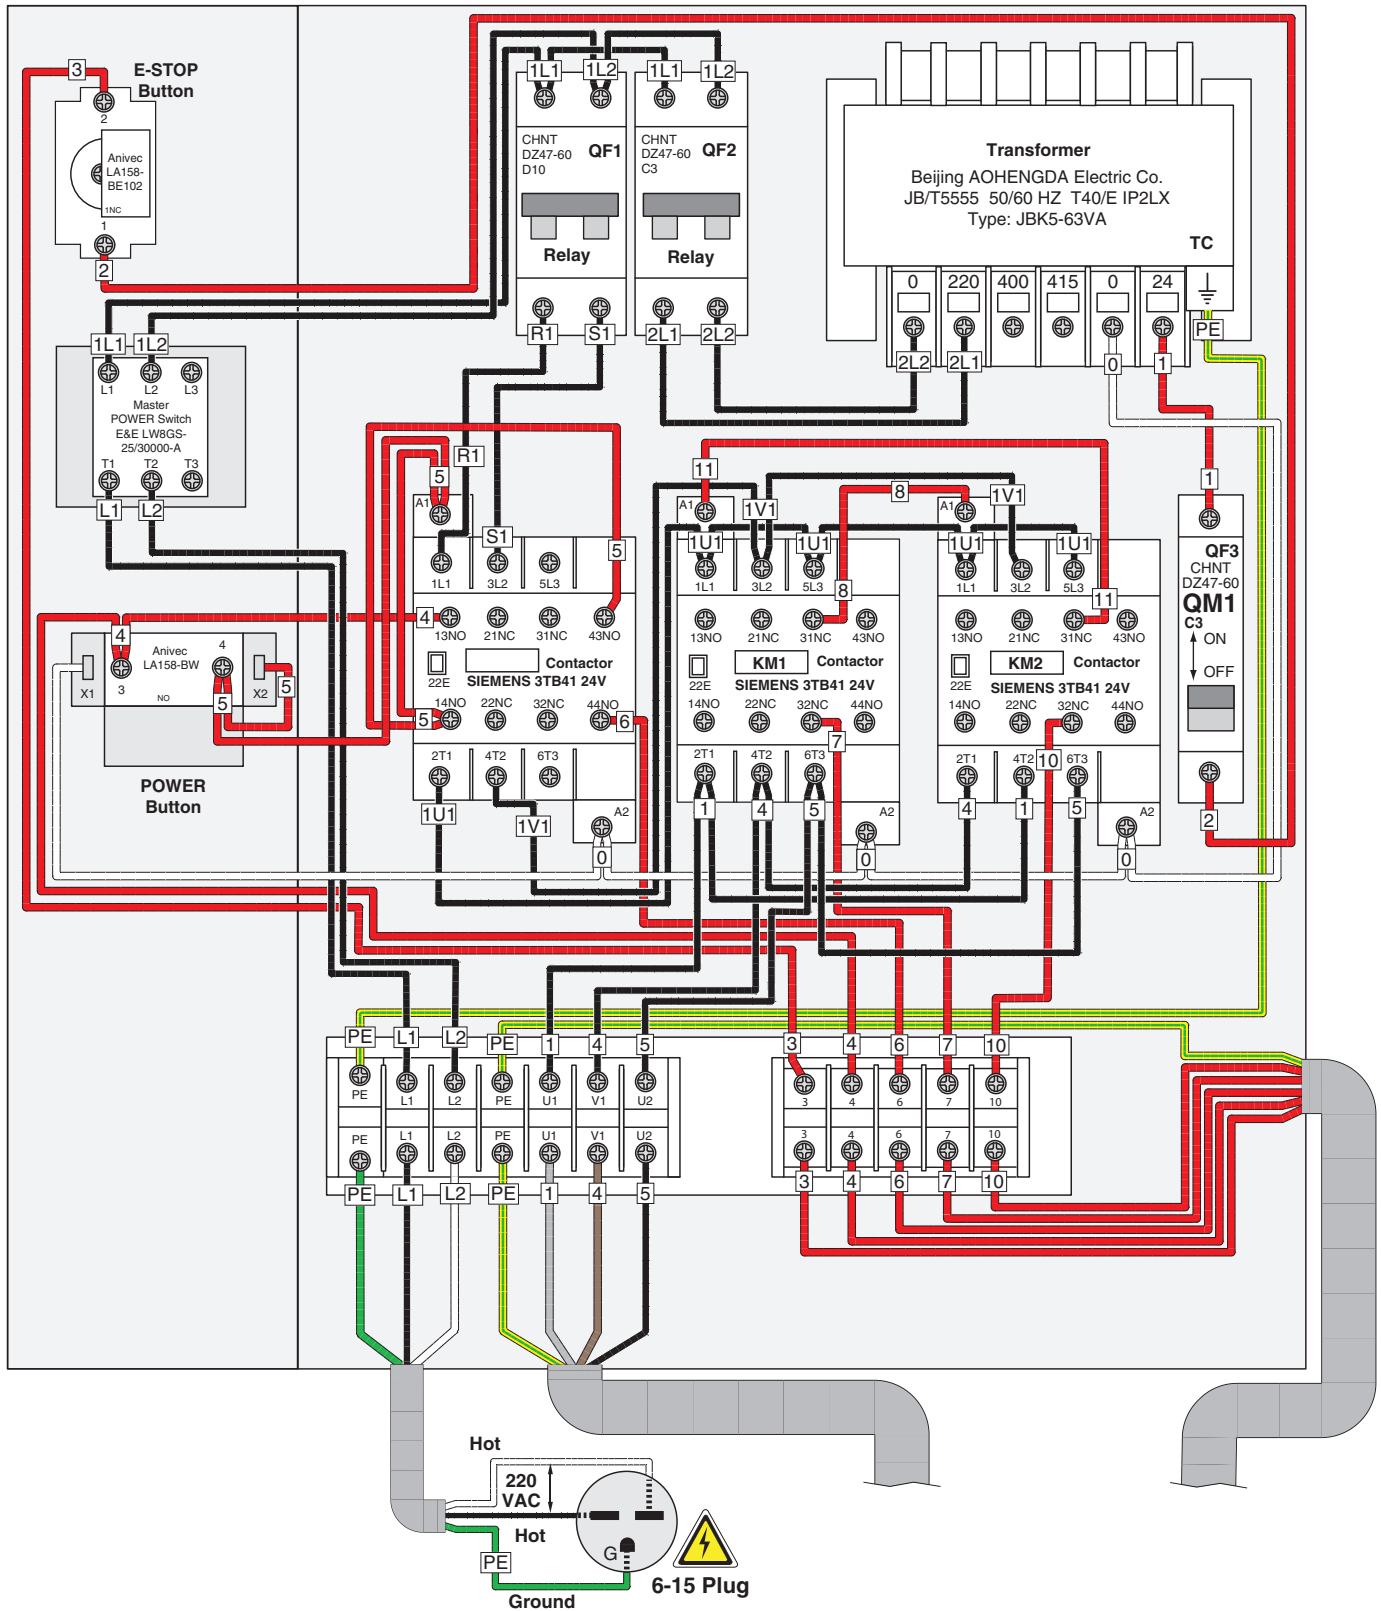 3
E-STOP
Button
2
Anivec
LA158-
BE102
1NC
1
2
1L1
1L2
1L1
1L2
CHNT
DZ47-60
D10
QF1
Relay
CHNT
DZ47-60
C3
QF2
Relay
R1
S1
2L1
2L2
Transformer
Beijing AOHENGDA Electric Co.
JB/T5555 50/60 HZ T40/E IP2LX
Type: JBK5-63VA
TC
0
220
400
415
0
24
PE
2L2
2L1
0
1
1L1
1L2
L1
L2
L3
Master
POWER Switch
E&E LW8GS-
25/30000-A
T1
T2
T3
L1
L2
R1
5
A1
S1
5
1L1
3L2
5L3
4
13NO
21NC
31NC
43NO
22E
Contactor
SIEMENS 3TB41 24V
5
14NO
22NC
32NC
44NO
6
2T1
4T2
6T3
1U1
1V1
A2
0
11
A1
1V1
1U1
1U1
8
1L1
3L2
5L3
8
13NO
21NC
31NC
43NO
22E
KM1
Contactor
SIEMENS 3TB41 24V
14NO
22NC
32NC
44NO
7
2T1
4T2
6T3
1
4
5
A2
0
A1
1V1
1U1
1U1
1L1
3L2
5L3
11
13NO
21NC
31NC
43NO
22E
KM2
Contactor
SIEMENS 3TB41 24V
14NO
22NC
32NC
44NO
10
2T1
4T2
6T3
4
1
5
A2
0
1
QF3
CHNT
DZ47-60
QM1
C3
ON
OFF
2
4
Anivec
LA158-BW
4
X1
3
NO
5
X2
5
POWER
Button
PE
L1
L2
PE
1
4
5
PE
L1
L2
PE
U1
V1
U2
PE
L1
L2
PE
U1
V1
U2
PE
L1
L2
PE
1
4
5
3
4
6
7
10
3
4
6
7
10
3
4
6
7
10
3
4
6
7
10
Hot
220
VAC
Hot
PE
G
Ground
6-15 Plug